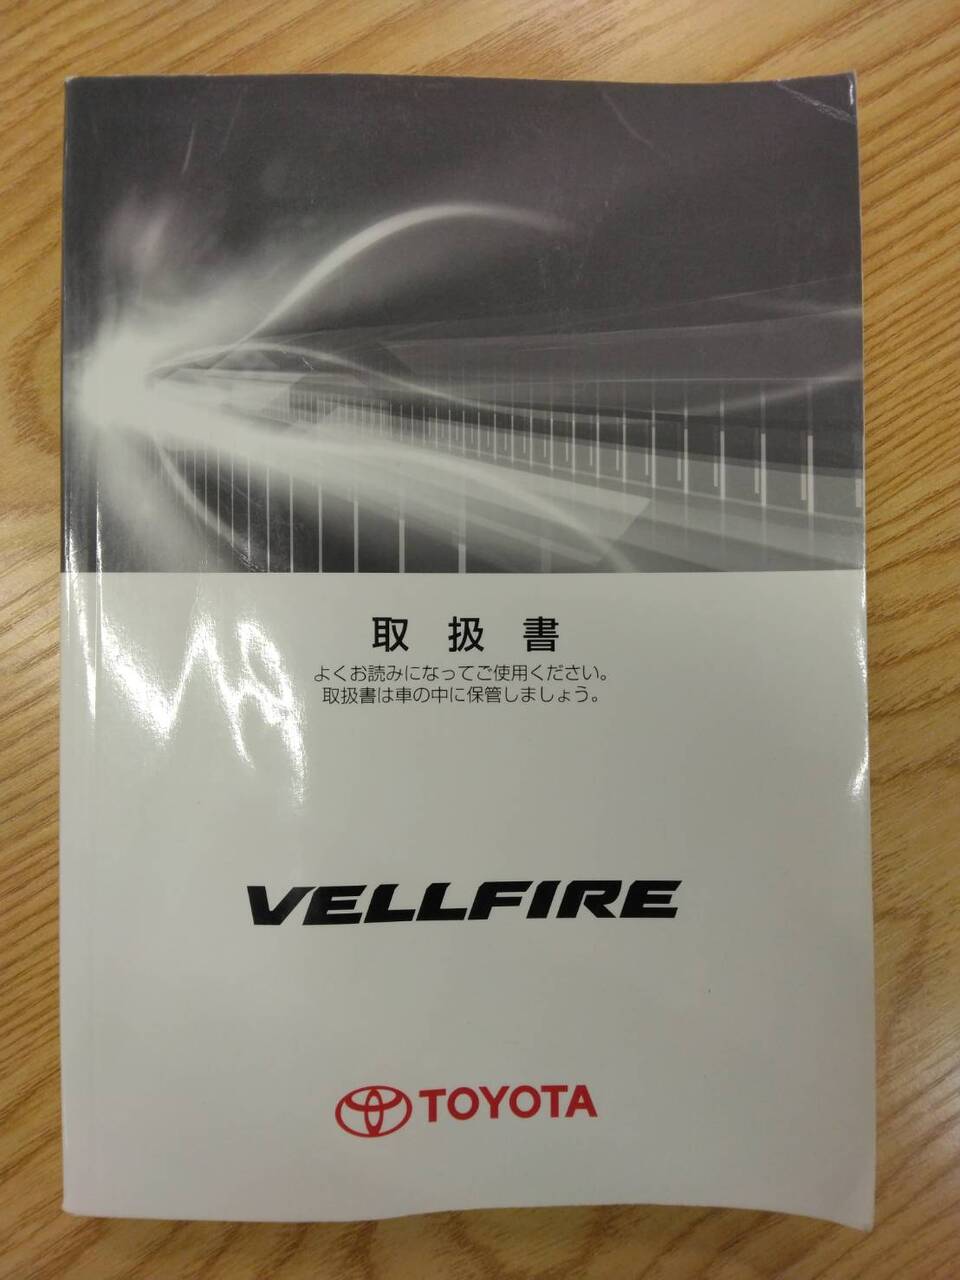 取扱書
よくお読みになってご使用ください。
取扱書は車の中に保管しましょう。
VELLFIRE
TOYOTA